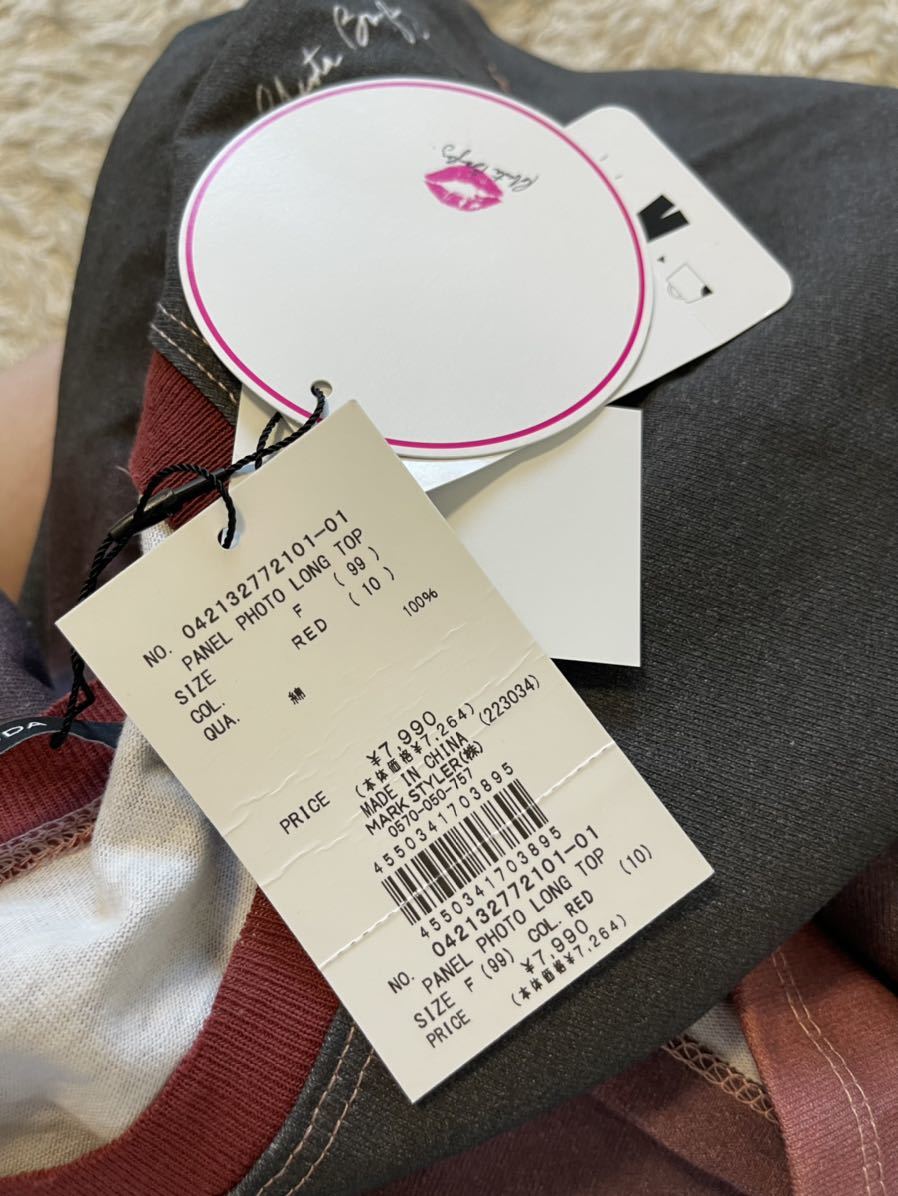 NO. 042132772101-01
PANEL PHOTO LONG TOP
SIZE F (99)
COL. RED (10)
QUA. 綿 100%
PRICE ¥7,990
(本体価格¥7,264)
MADE IN CHINA (223034)
MARK STYLER(株)
0570-050-757
4550341703895
4550341703895
NO. 042132772101-01
PANEL PHOTO LONG TOP
SIZE F (99) COL. RED (10)
PRICE ¥7,990
(本体価格¥7,264)
DA